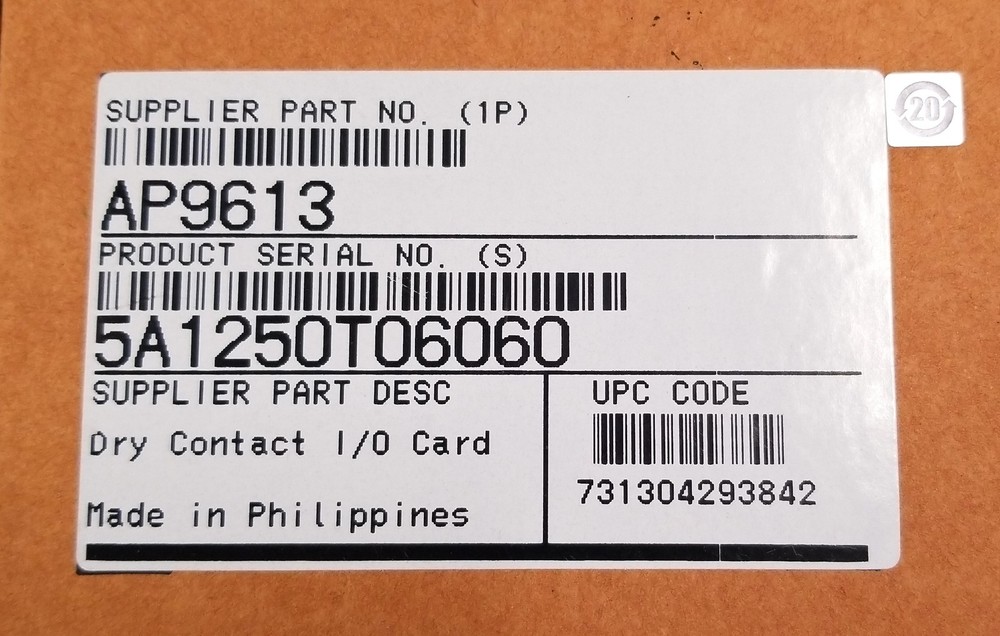 SUPPLIER PART NO. (1P)
AP9613
PRODUCT SERIAL NO. (S)
5A1250T06060
SUPPLIER PART DESC
Dry Contact I/O Card
Made in Philippines
UPC CODE
731304293842
20